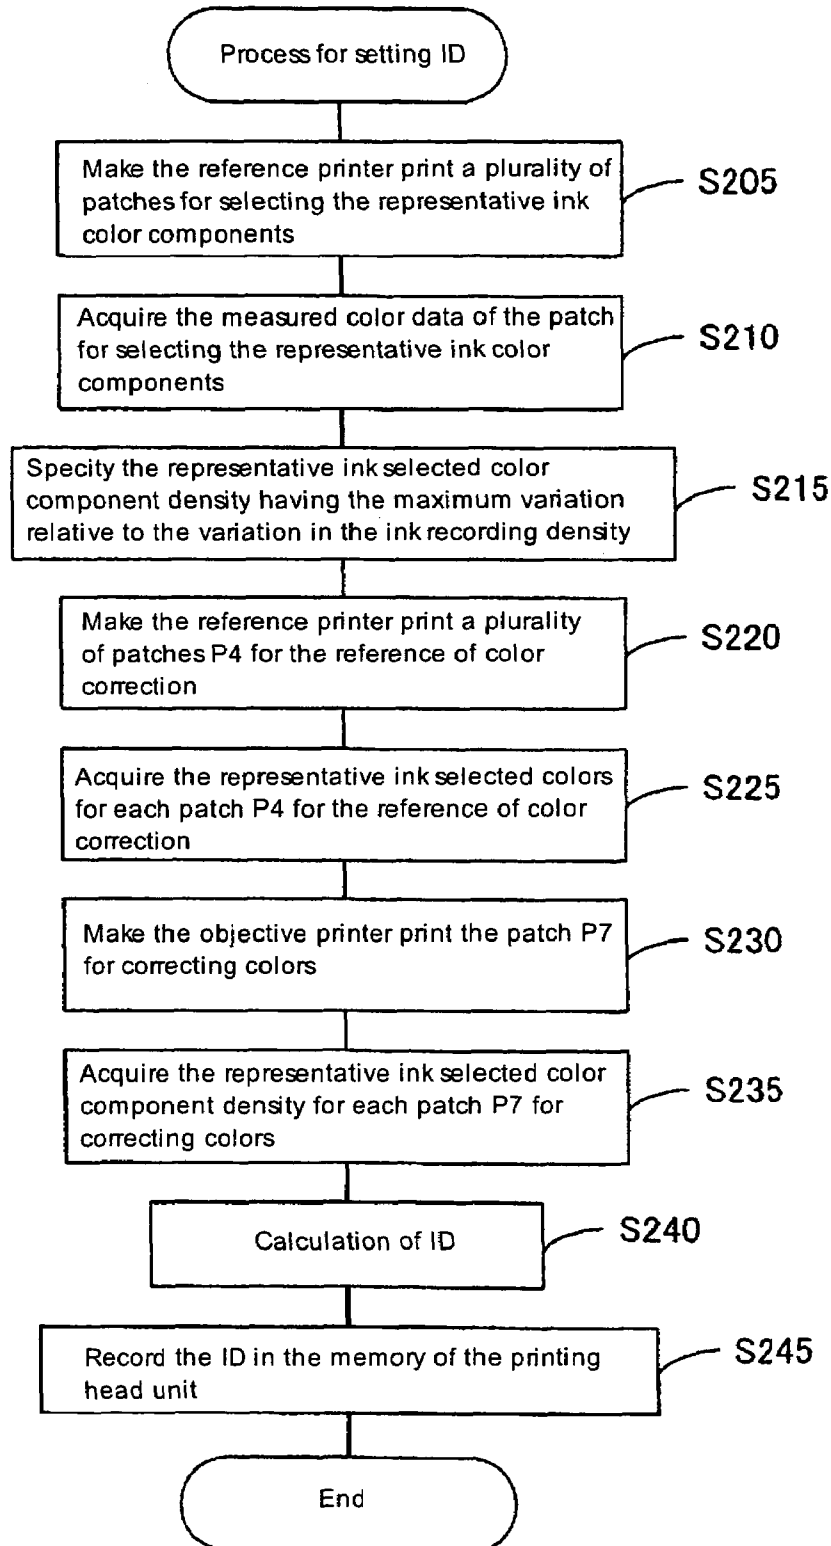 Process for setting ID
Make the reference printer print a plurality of
patches for selecting the representative ink
color components
S205
Acquire the measured color data of the patch
for selecting the representative ink color
components
S210
Specify the representative ink selected color
component density having the maximum variation
relative to the variation in the ink recording density
S215
Make the reference printer print a plurality
of patches P4 for the reference of color
correction
S220
Acquire the representative ink selected colors
for each patch P4 for the reference of color
correction
S225
Make the objective printer print the patch P7
for correcting colors
S230
Acquire the representative ink selected color
component density for each patch P7 for
correcting colors
S235
Calculation of ID
S240
Record the ID in the memory of the printing
head unit
S245
End